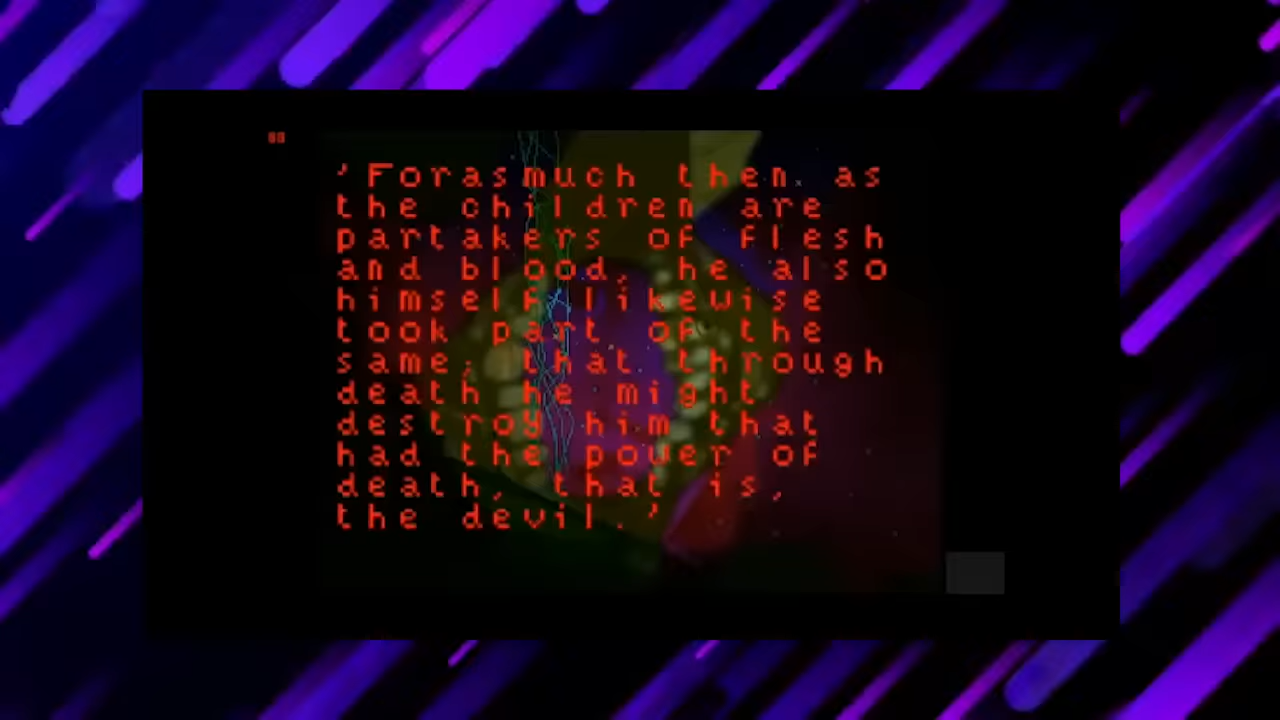 'Forasmuch then as
the children are
partakers of flesh
and blood, he also
himself likewise
took part of the
same; that through
death he might
destroy him that
had the power of
death, that is,
the devil.'